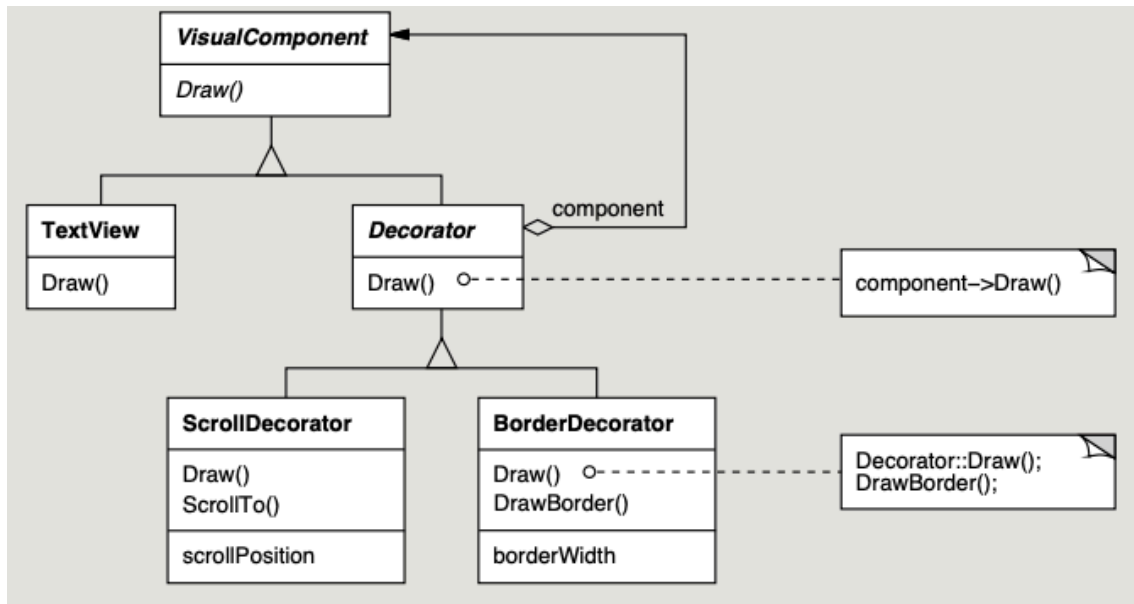 VisualComponent
Draw()
TextView
Draw()
Decorator
Draw()
component
component–>Draw()
ScrollDecorator
Draw()
ScrollTo()
scrollPosition
BorderDecorator
Draw()
DrawBorder()
borderWidth
Decorator::Draw();
DrawBorder();